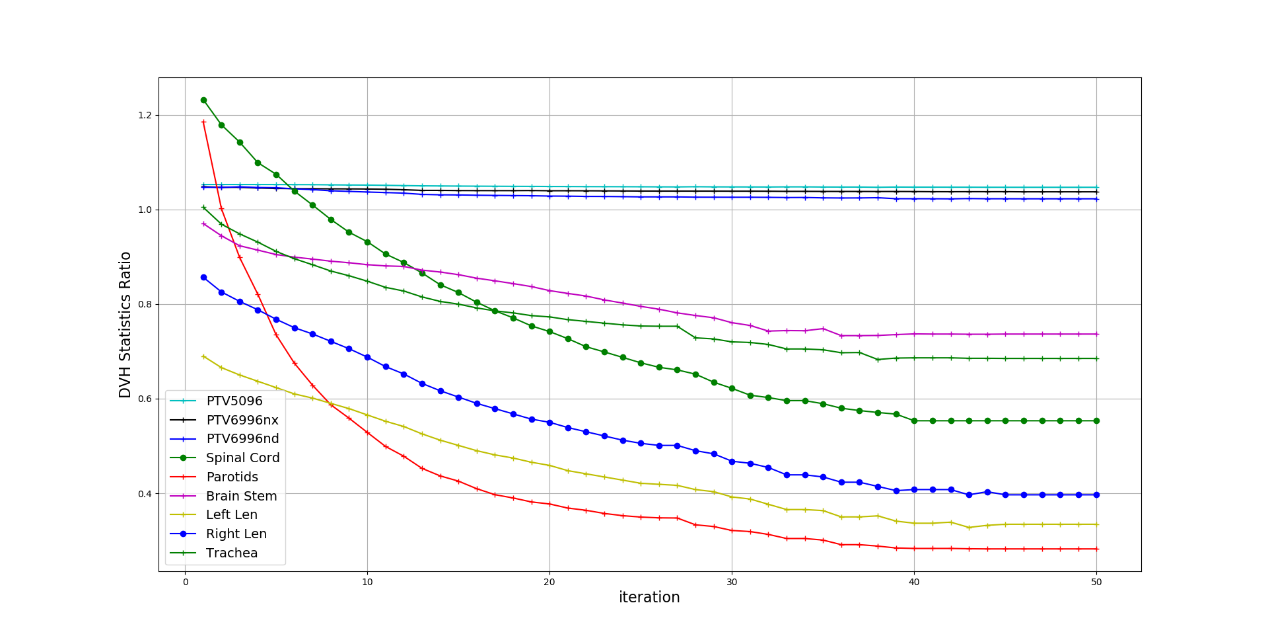 1.2
1.0
0.8
0.6
0.4
DVH Statistics Ratio
PTV5096
PTV6996nx
PTV6996nd
Spinal Cord
Parotids
Brain Stem
Left Len
Right Len
Trachea
0 10 20 30 40 50
iteration